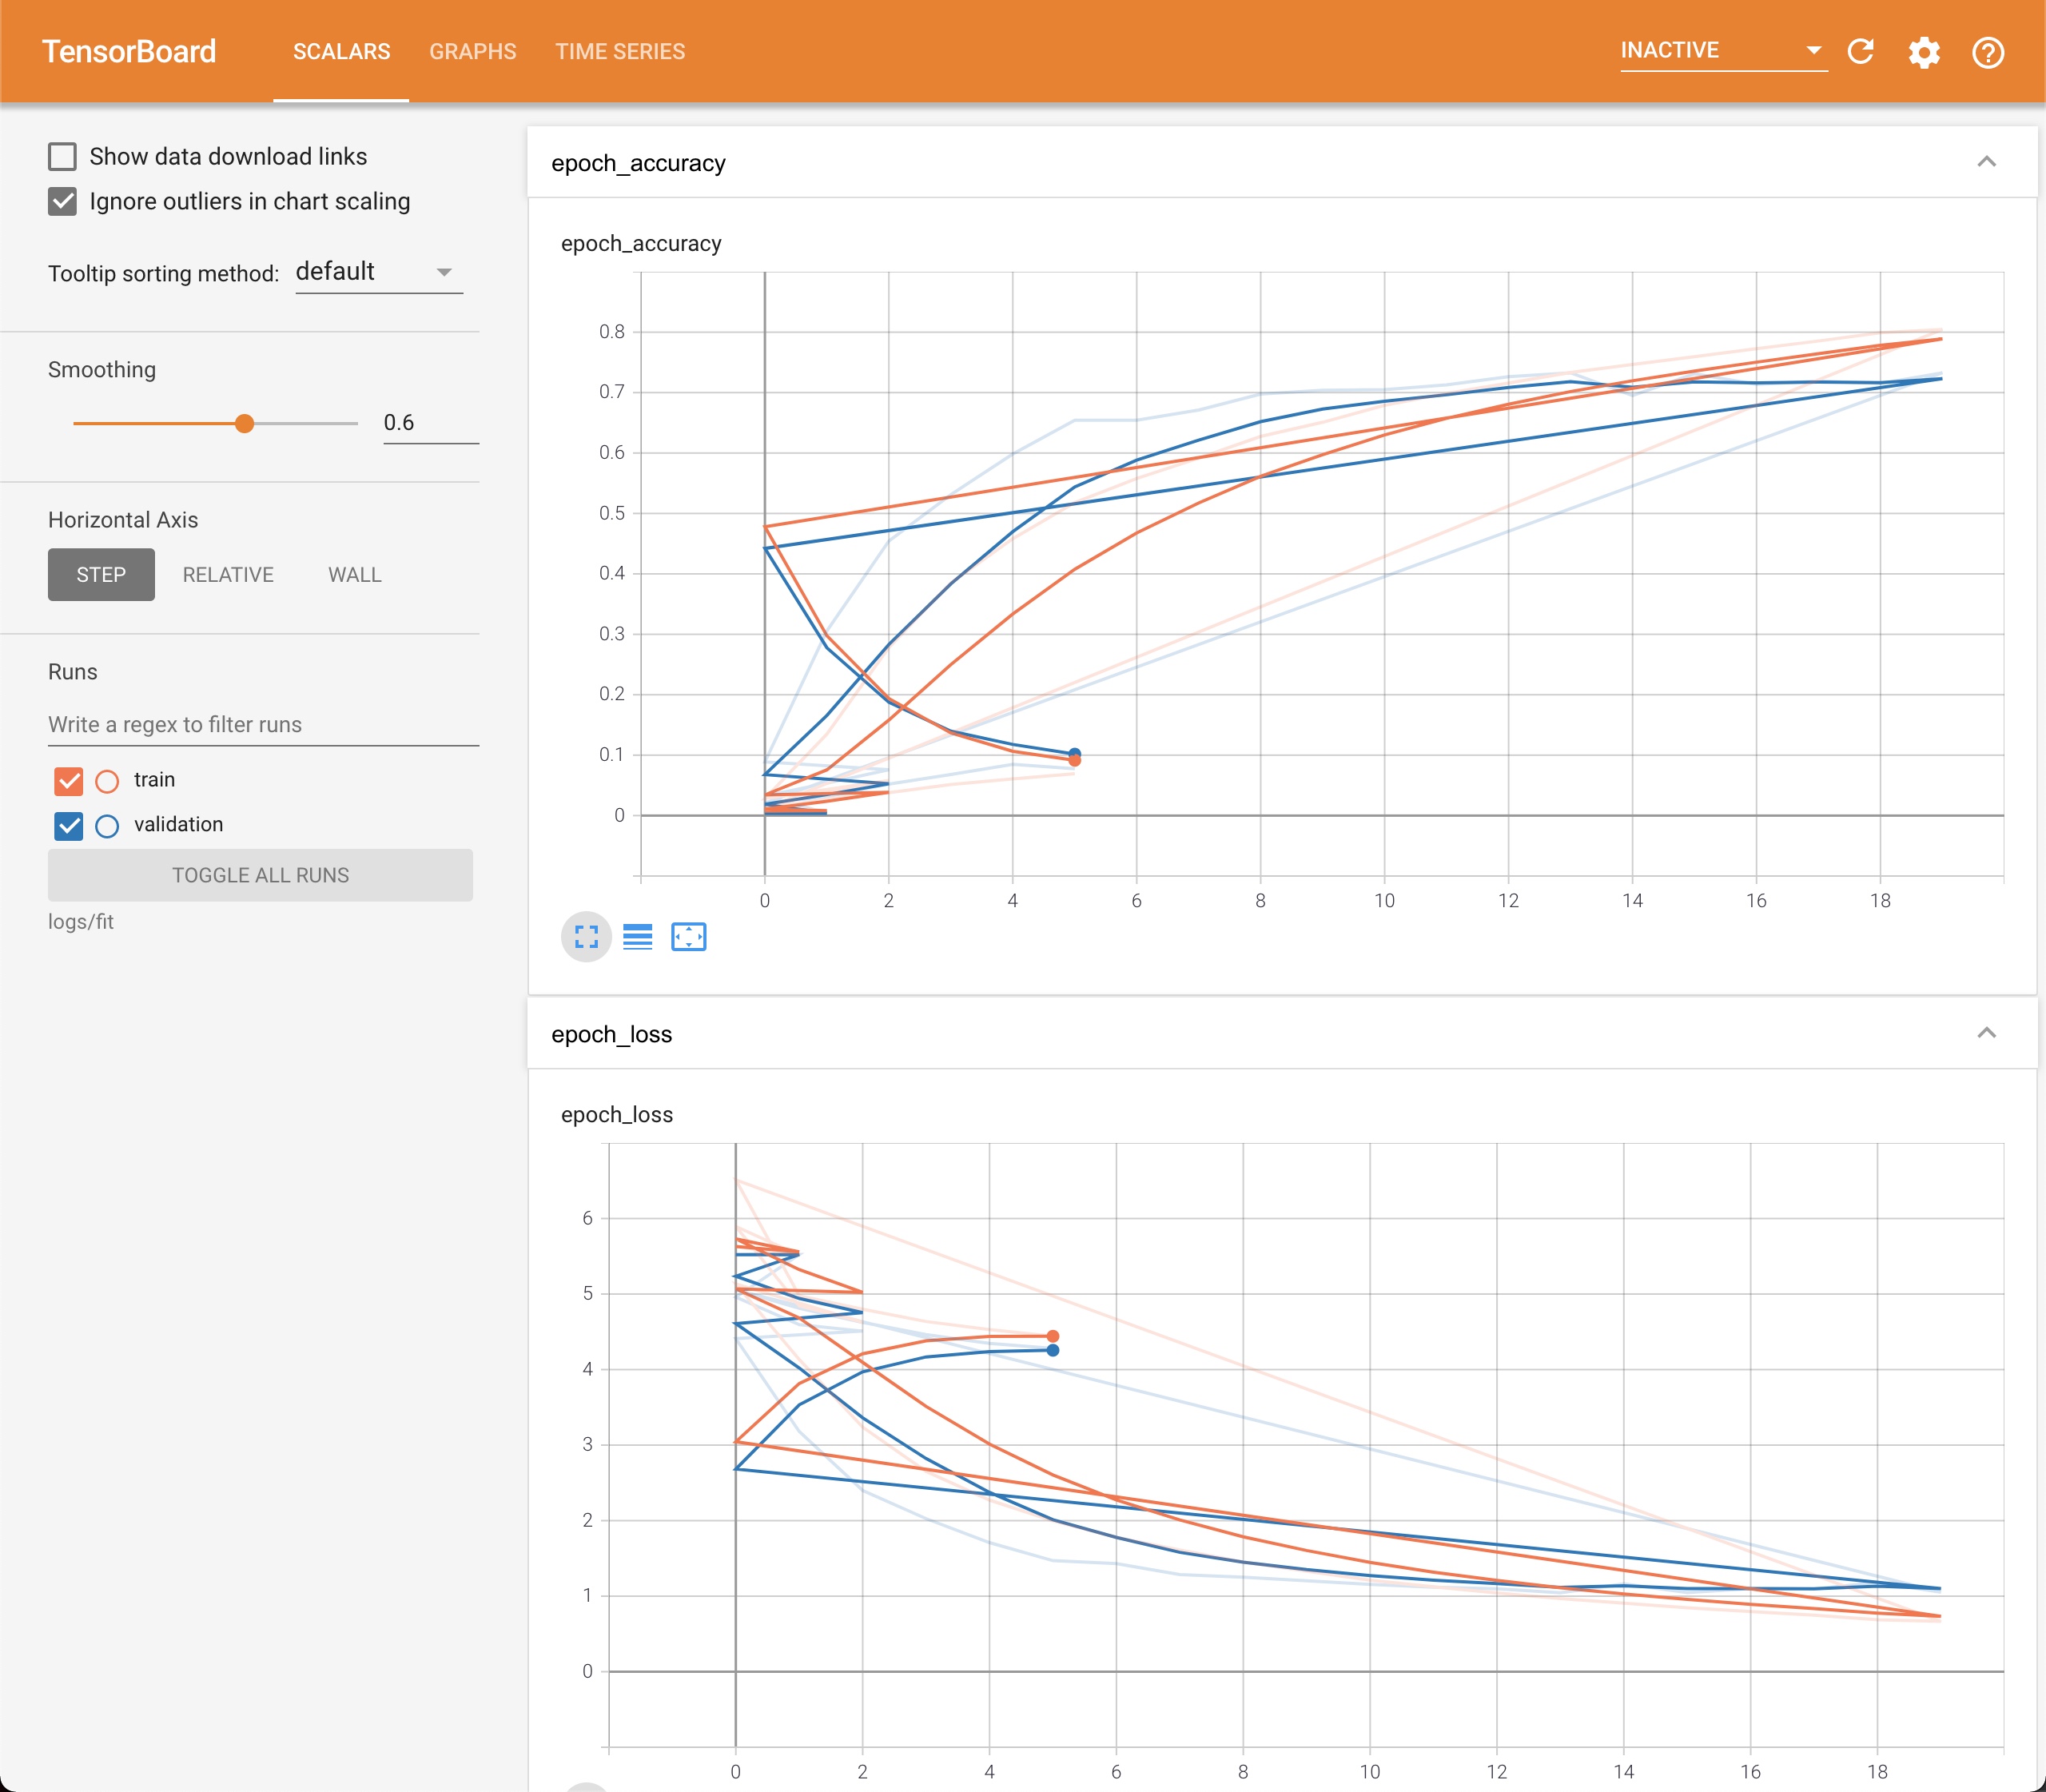 TensorBoard SCALARS GRAPHS TIME SERIES INACTIVE
Show data download links
Ignore outliers in chart scaling
Tooltip sorting method: default
Smoothing
0.6
Horizontal Axis
STEP RELATIVE WALL
Runs
Write a regex to filter runs
train
validation
TOGGLE ALL RUNS
logs/fit
epoch_accuracy
epoch_accuracy
0.8
0.7
0.6
0.5
0.4
0.3
0.2
0.1
0
0 2 4 6 8 10 12 14 16 18
epoch_loss
epoch_loss
6
5
4
3
2
1
0
0 2 4 6 8 10 12 14 16 18